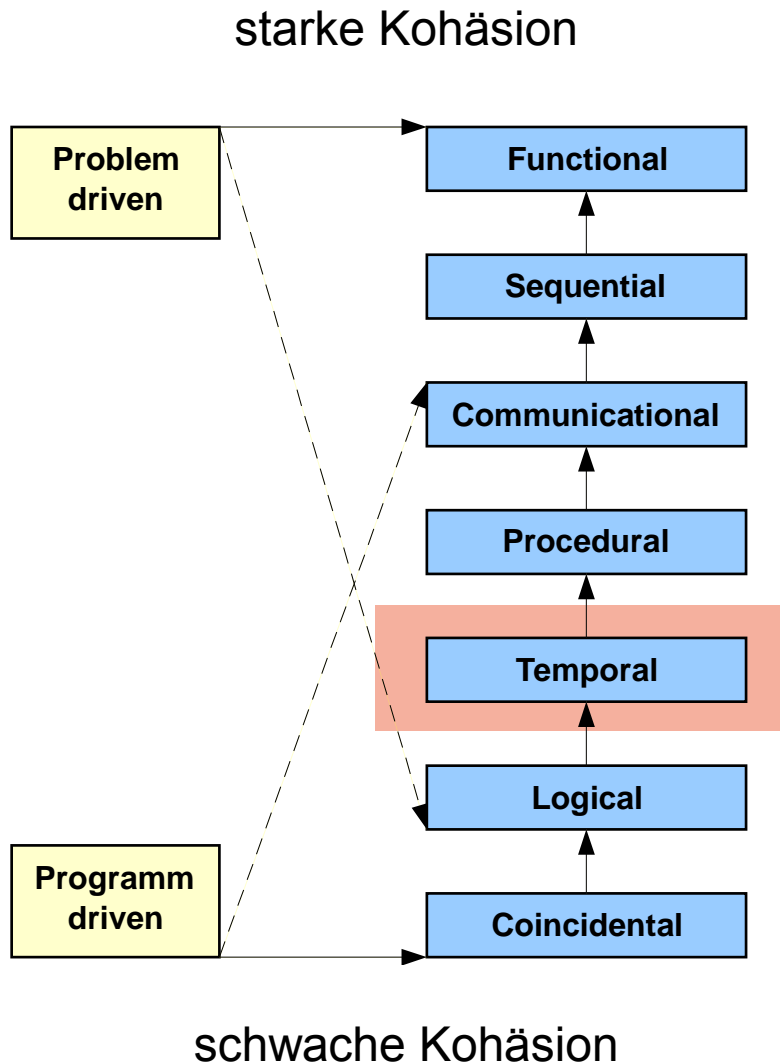 starke Kohäsion
Problem
driven
Functional
Sequential
Communicational
Procedural
Temporal
Logical
Programm
driven
Coincidental
schwache Kohäsion